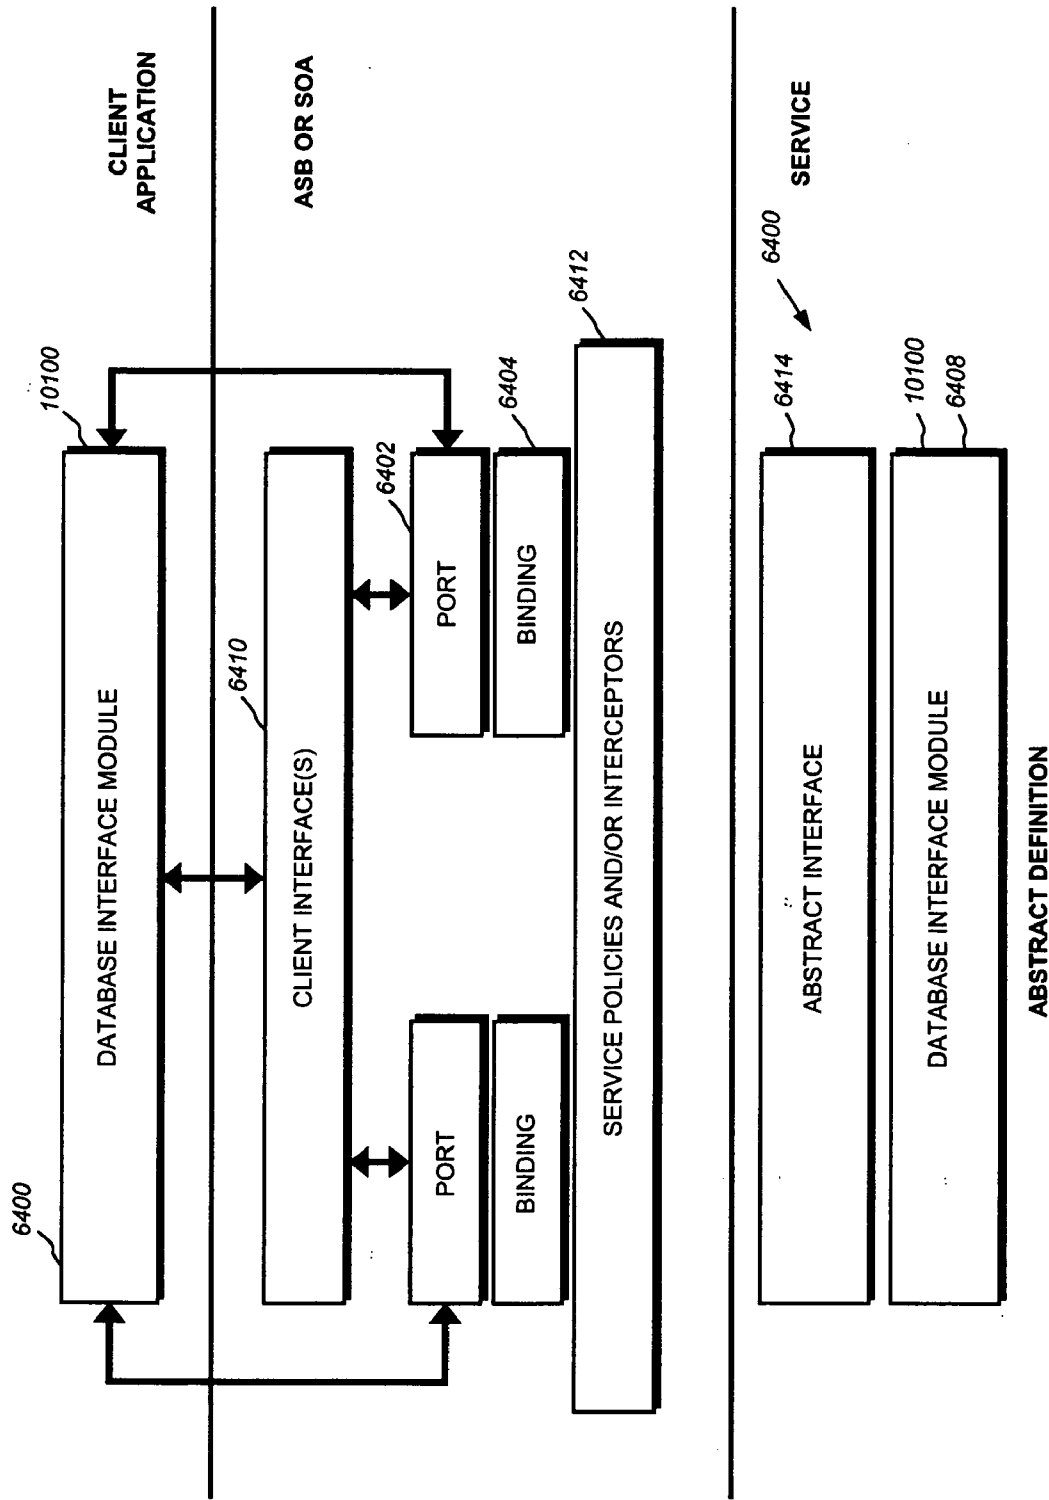 CLIENT
APPLICATION
6400
10100
DATABASE INTERFACE MODULE
ASB OR SOA
6410
CLIENT INTERFACE(S)
6402
PORT
PORT
6404
BINDING
BINDING
6412
SERVICE POLICIES AND/OR INTERCEPTORS
SERVICE
6400
6414
ABSTRACT INTERFACE
10100
6408
DATABASE INTERFACE MODULE
ABSTRACT DEFINITION